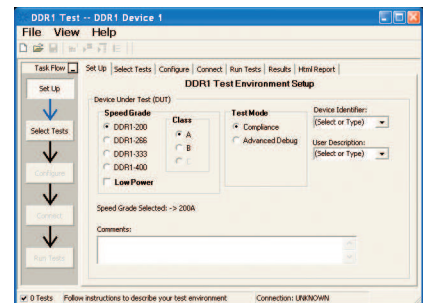 DDR1 Test -- DDR1 Device 1
File View Help
Task Flow
Set Up Select Tests Configure Connect Run Tests Results Html Report
Set Up
DDR1 Test Environment Setup
Device Under Test (DUT)
Speed Grade
Class
Test Mode
Device Identifier:
DDR1-200
A
Compliance
(Select or Type)
Select Tests
DDR1-266
B
Advanced Debug
User Description:
DDR1-333
C
(Select or Type)
DDR1-400
Configure
Low Power
Speed Grade Selected: -> 200A
Connect
Comments:
Run Tests
0 Tests Follow instructions to describe your test environment Connection: UNKNOWN